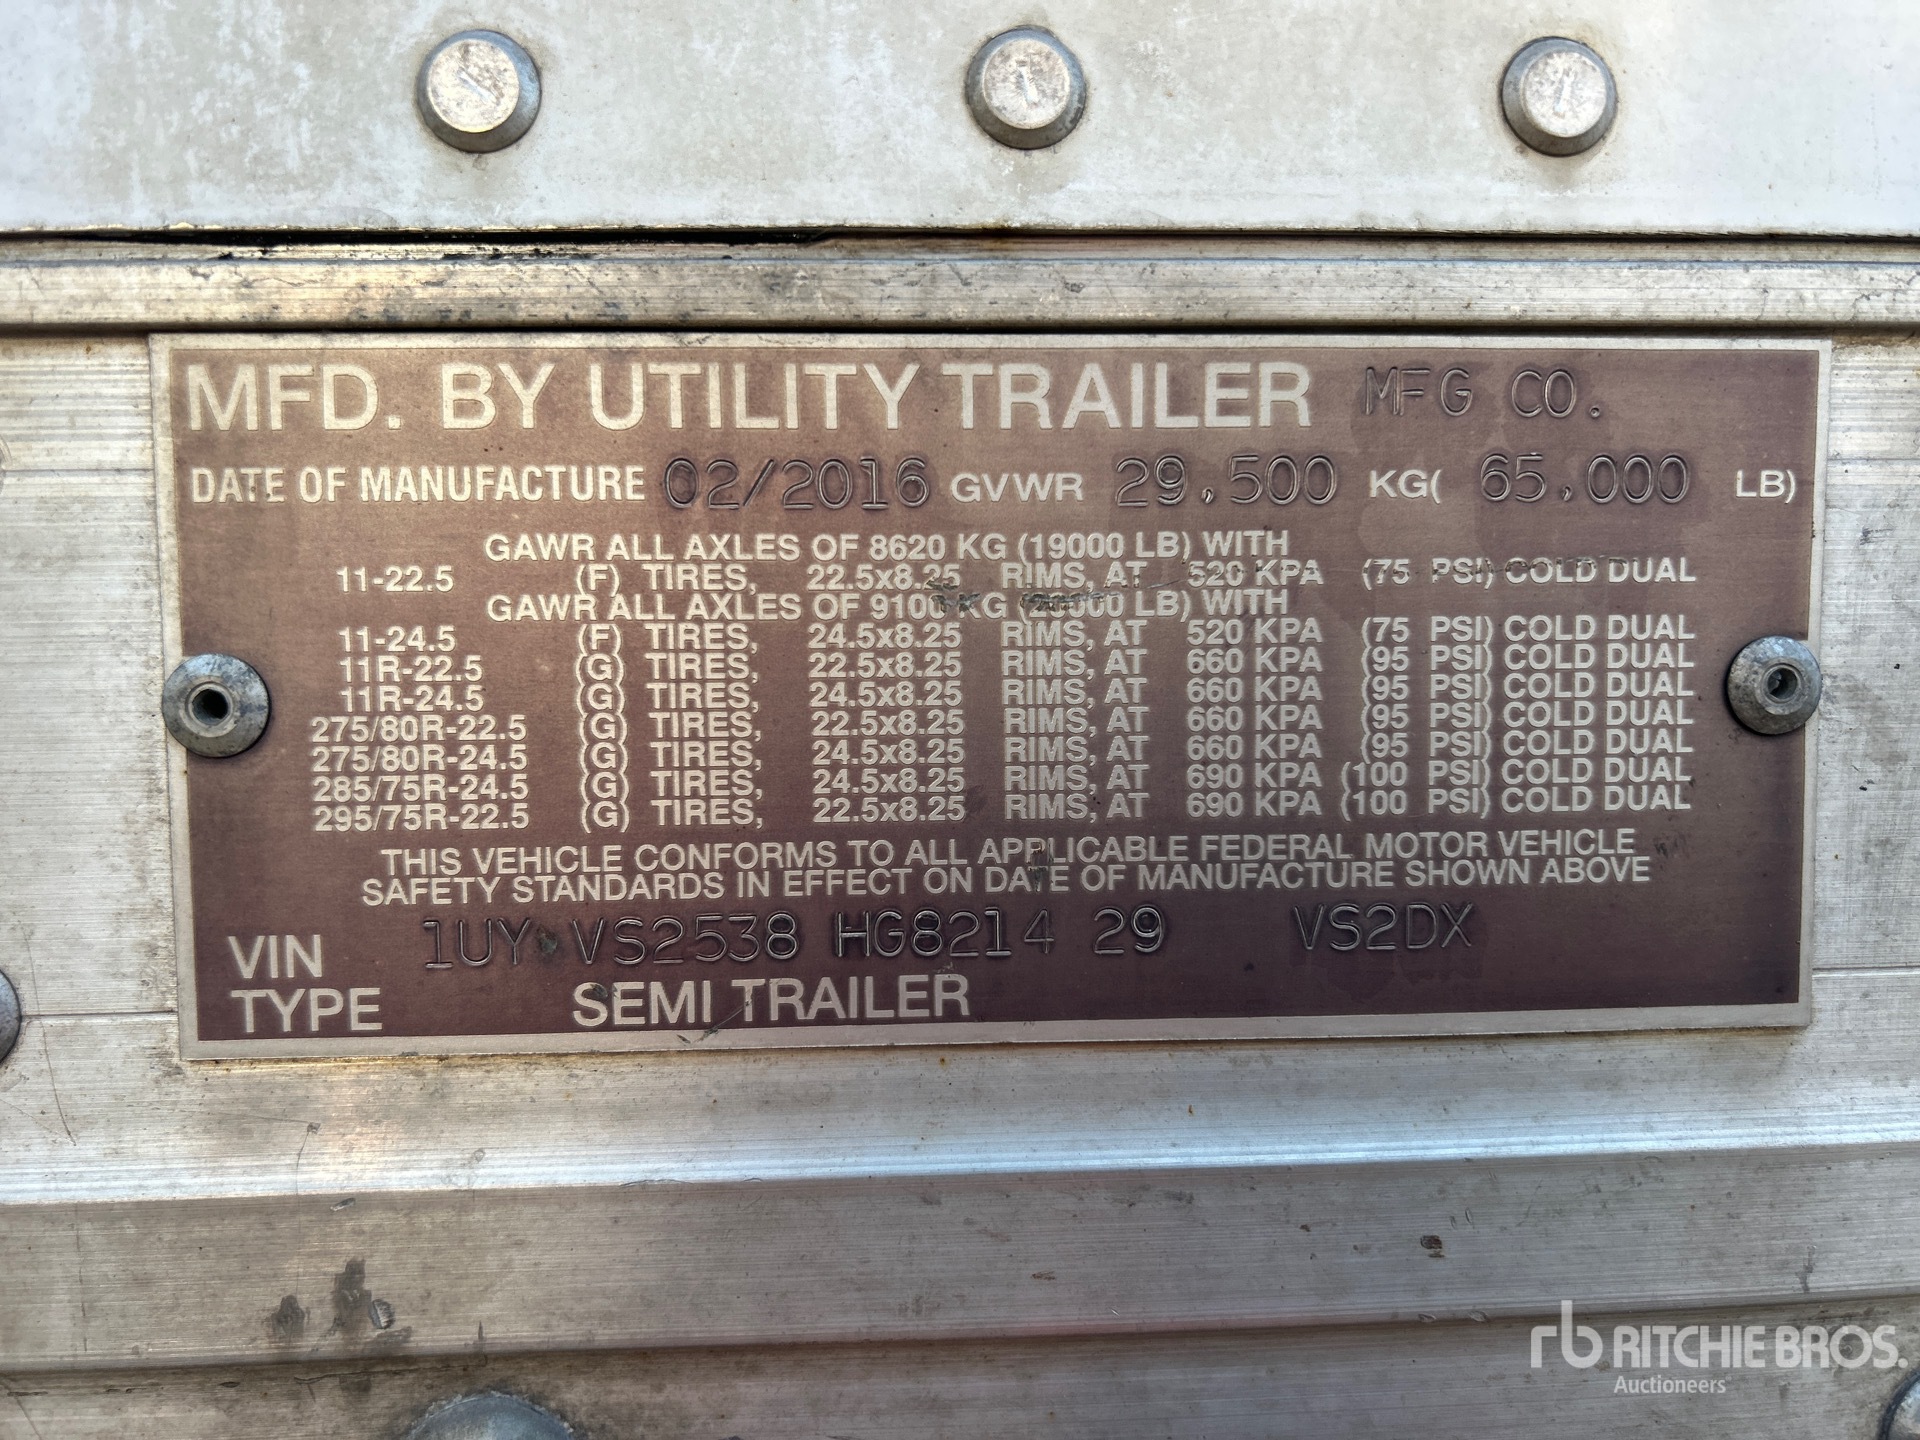 MFD. BY UTILITY TRAILER MFG CO.
DATE OF MANUFACTURE 02/2016 GVWR 29,500 KG( 65,000 LB)
GAWR ALL AXLES OF 8620 KG (19000 LB) WITH
11-22.5 (F) TIRES, 22.5x8.25 RIMS, AT 520 KPA (75 PSI) COLD DUAL
GAWR ALL AXLES OF 9100 KG (20000 LB) WITH
11-24.5 (F) TIRES, 24.5x8.25 RIMS, AT 520 KPA (75 PSI) COLD DUAL
11R-22.5 (G) TIRES, 22.5x8.25 RIMS, AT 660 KPA (95 PSI) COLD DUAL
11R-24.5 (G) TIRES, 24.5x8.25 RIMS, AT 660 KPA (95 PSI) COLD DUAL
275/80R-22.5 (G) TIRES, 22.5x8.25 RIMS, AT 660 KPA (95 PSI) COLD DUAL
275/80R-24.5 (G) TIRES, 24.5x8.25 RIMS, AT 660 KPA (95 PSI) COLD DUAL
285/75R-24.5 (G) TIRES, 24.5x8.25 RIMS, AT 690 KPA (100 PSI) COLD DUAL
295/75R-22.5 (G) TIRES, 22.5x8.25 RIMS, AT 690 KPA (100 PSI) COLD DUAL
THIS VEHICLE CONFORMS TO ALL APPLICABLE FEDERAL MOTOR VEHICLE
SAFETY STANDARDS IN EFFECT ON DATE OF MANUFACTURE SHOWN ABOVE
VIN 1UY VS2538 HG8214 29 VS2DX
TYPE SEMI TRAILER
rb RITCHIE BROS.
Auctioneers